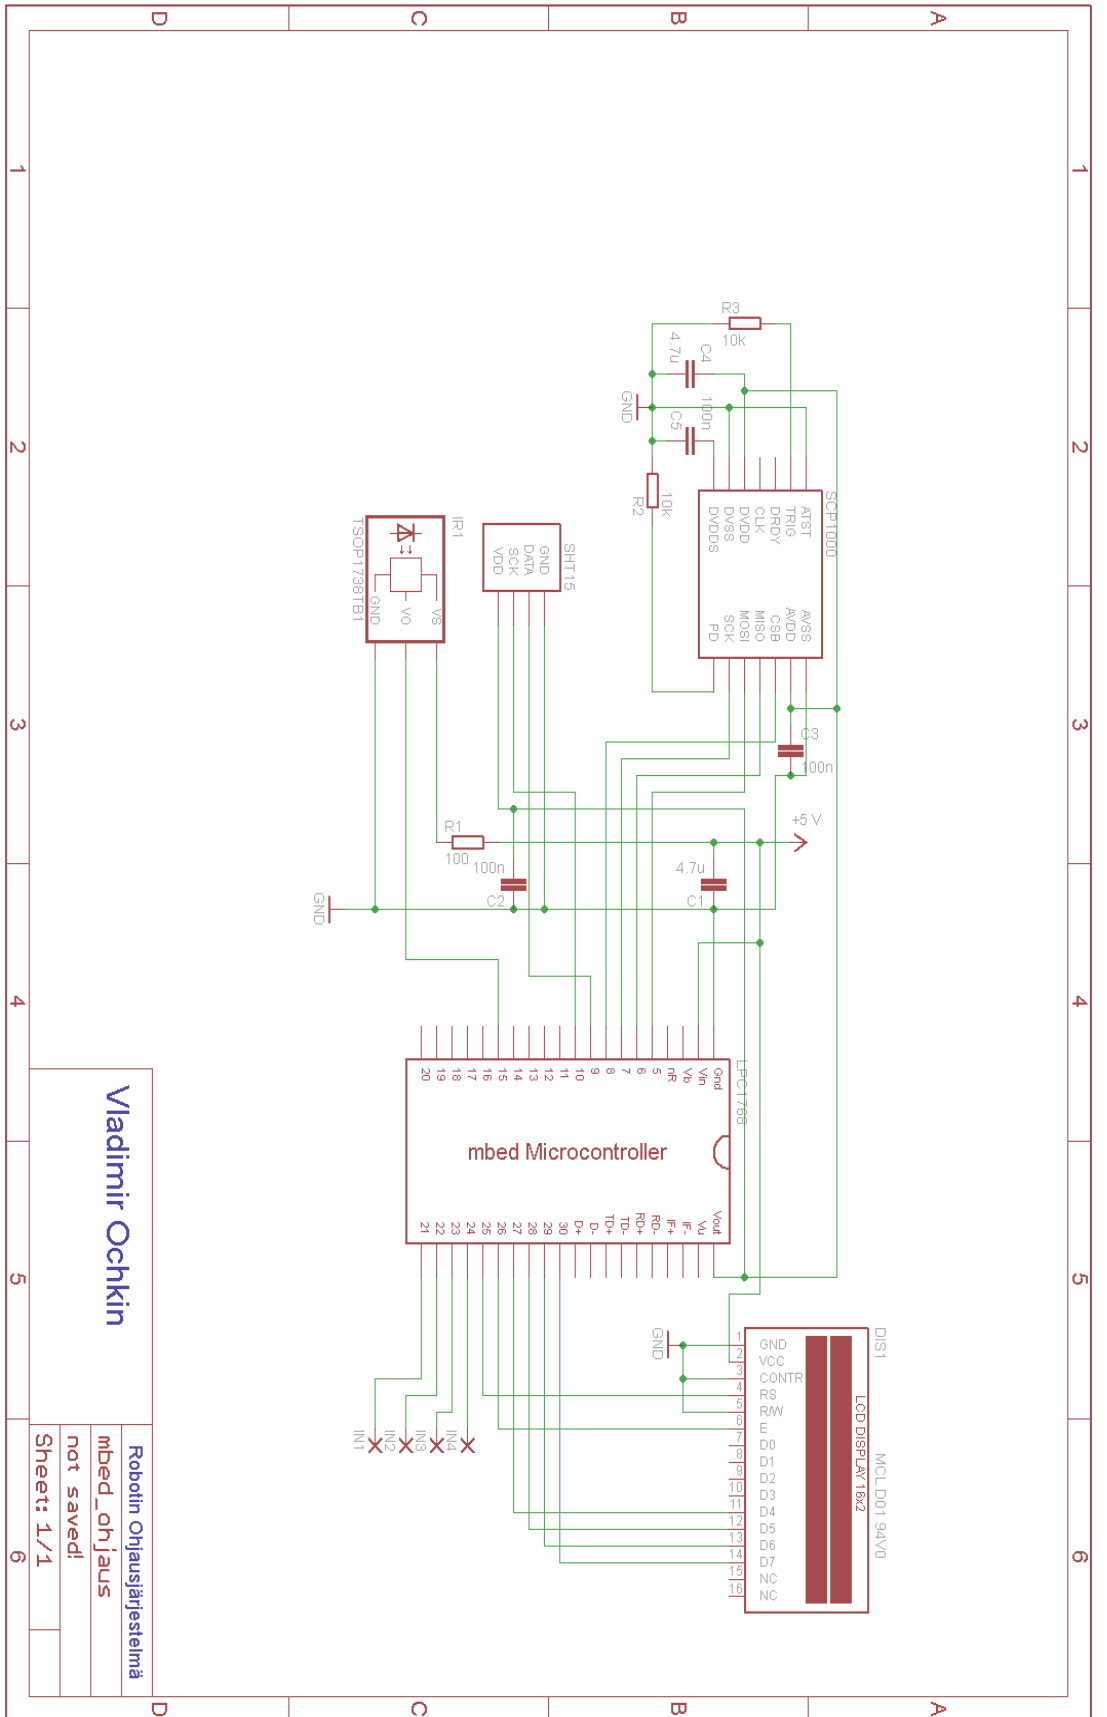 D
C
B
A
1
1
R3
10k
C4
4.7u
100n
C5
GND
2
2
10k
R2
SCP1000
ATST
TRIG
DRDY
CLK
DVDD
DVSS
DVDDS
AVSS
AVDD
CSB
MISO
MOSI
SCK
PD
IR1
TSOP1738TB1
VS
VO
GND
SHT15
GND
DATA
SCK
VDD
3
3
C3
100n
+5 V
R1
100
100n
C2
4.7u
C1
GND
4
4
LPC1768
Gnd
Vin
Vb
nR
5
6
7
8
9
10
11
12
13
14
15
16
17
18
19
20
mbed Microcontroller
Vout
Vu
IF-
IF+
RD-
RD+
TD-
TD+
D-
D+
30
29
28
27
26
25
24
23
22
21
5
5
DIS1
LCD DISPLAY 16x2
MCL D01 94V0
GND
1 GND
2 VCC
3 CONTR
4 RS
5 R/W
6 E
7 D0
8 D1
9 D2
10 D3
11 D4
12 D5
13 D6
14 D7
15 NC
16 NC
IN1
IN2
IN3
IN4
6
6
Vladimir Ochkin
Robotin Ohjausjärjestelmä
mbed_ohjaus
not saved!
Sheet: 1/1
D
C
B
A